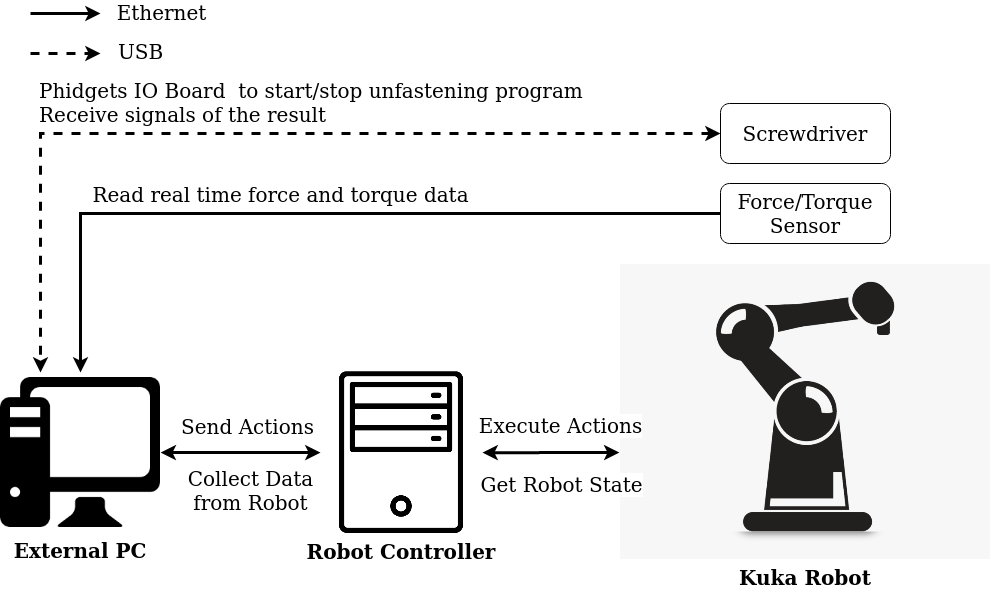 Ethernet
USB
Phidgets IO Board  to start/stop unfastening program
Receive signals of the result
Screwdriver
Read real time force and torque data
Force/Torque
Sensor
Send Actions
Collect Data
from Robot
Execute Actions
Get Robot State
External PC
Robot Controller
Kuka Robot